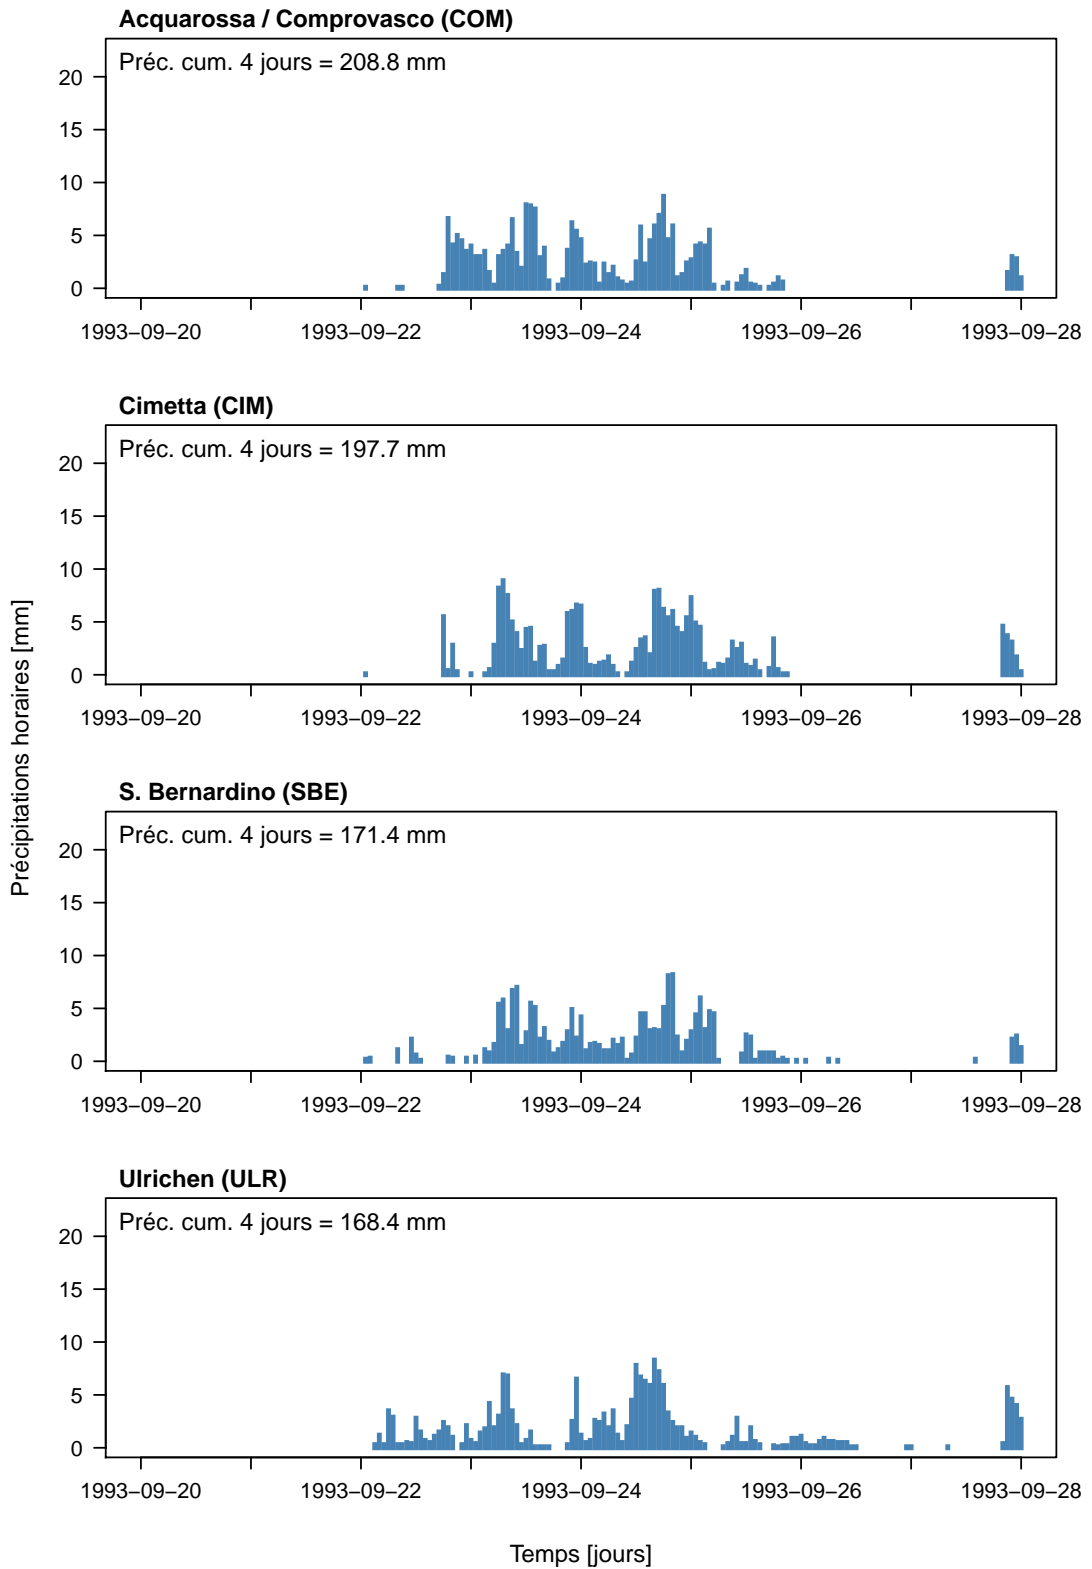 Acquarossa / Comprovasco (COM)
Préc. cum. 4 jours = 208.8 mm
20
15
10
5
0
1993−09−20 1993−09−22 1993−09−24 1993−09−26 1993−09−28
Cimetta (CIM)
Préc. cum. 4 jours = 197.7 mm
20
15
10
5
0
1993−09−20 1993−09−22 1993−09−24 1993−09−26 1993−09−28
Précipitations horaires [mm]
S. Bernardino (SBE)
Préc. cum. 4 jours = 171.4 mm
20
15
10
5
0
1993−09−20 1993−09−22 1993−09−24 1993−09−26 1993−09−28
Ulrichen (ULR)
Préc. cum. 4 jours = 168.4 mm
20
15
10
5
0
1993−09−20 1993−09−22 1993−09−24 1993−09−26 1993−09−28
Temps [jours]